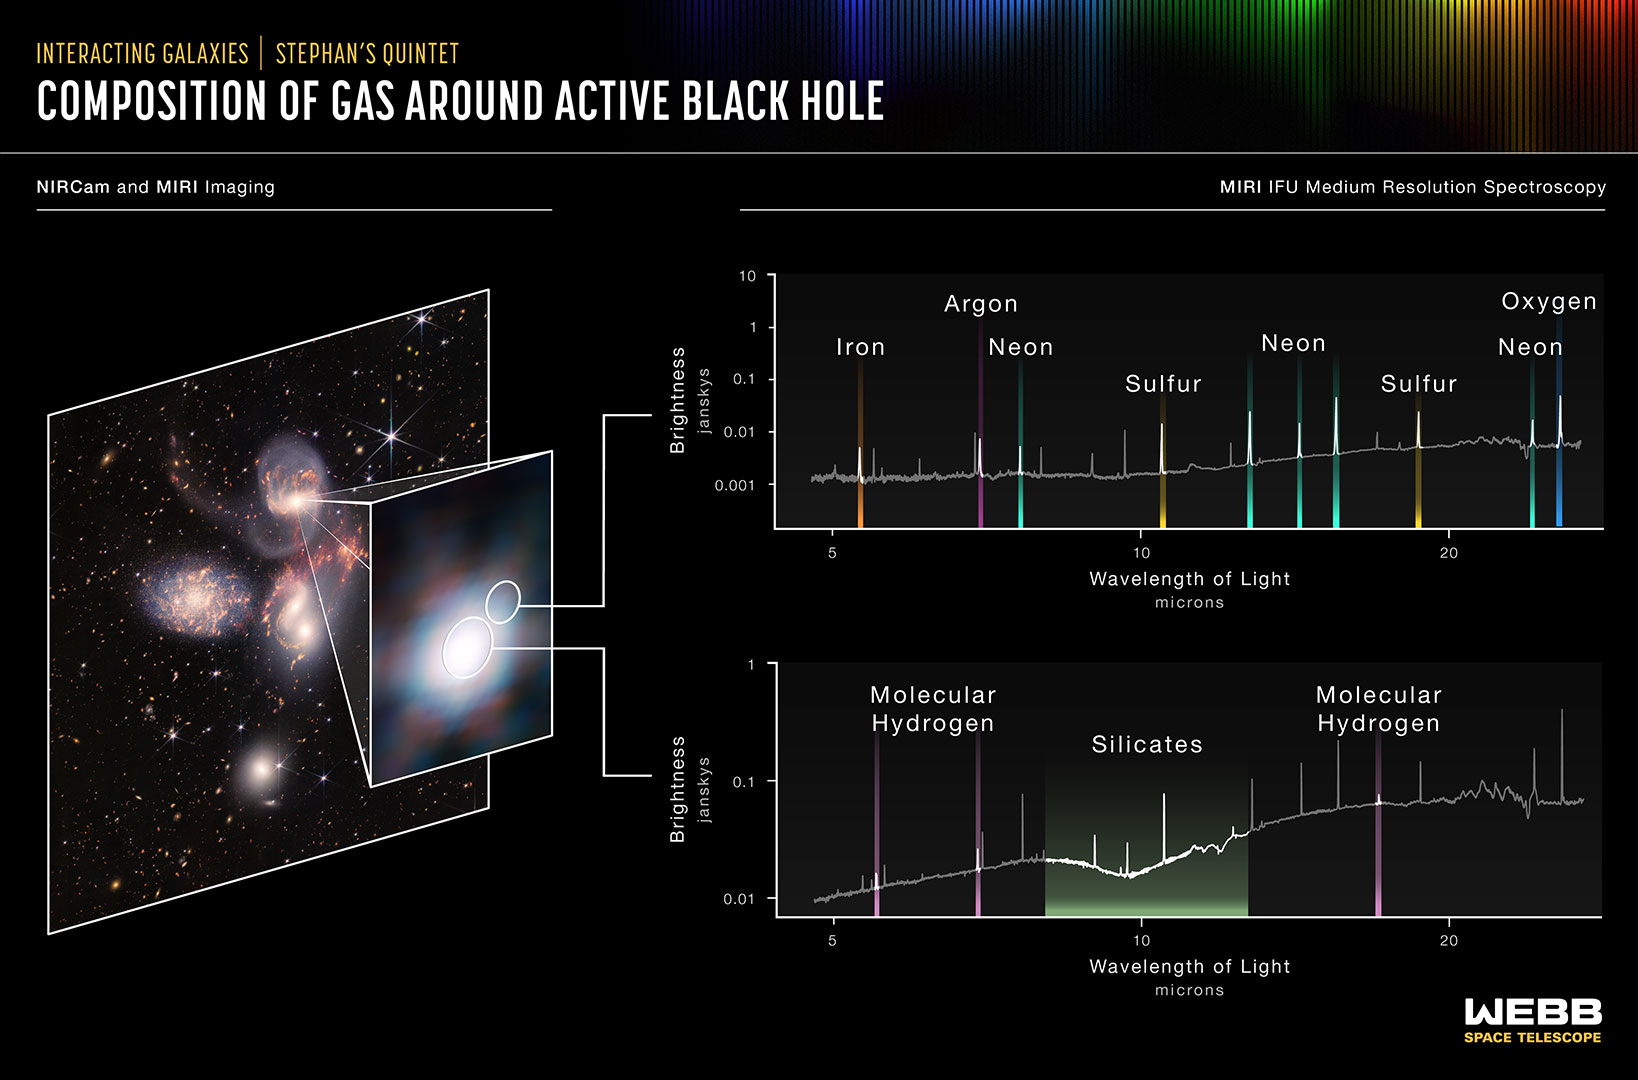 INTERACTING GALAXIES | STEPHAN'S QUINTET
COMPOSITION OF GAS AROUND ACTIVE BLACK HOLE
NIRCam and MIRI Imaging
MIRI IFU Medium Resolution Spectroscopy
Brightness
janskys
10
1
0.1
0.01
0.001
Iron
Argon
Neon
Sulfur
Neon
Sulfur
Oxygen
Neon
5
10
20
Wavelength of Light
microns
Brightness
janskys
1
0.1
0.01
Molecular
Hydrogen
Silicates
Molecular
Hydrogen
5
10
20
Wavelength of Light
microns
WEBB
SPACE TELESCOPE